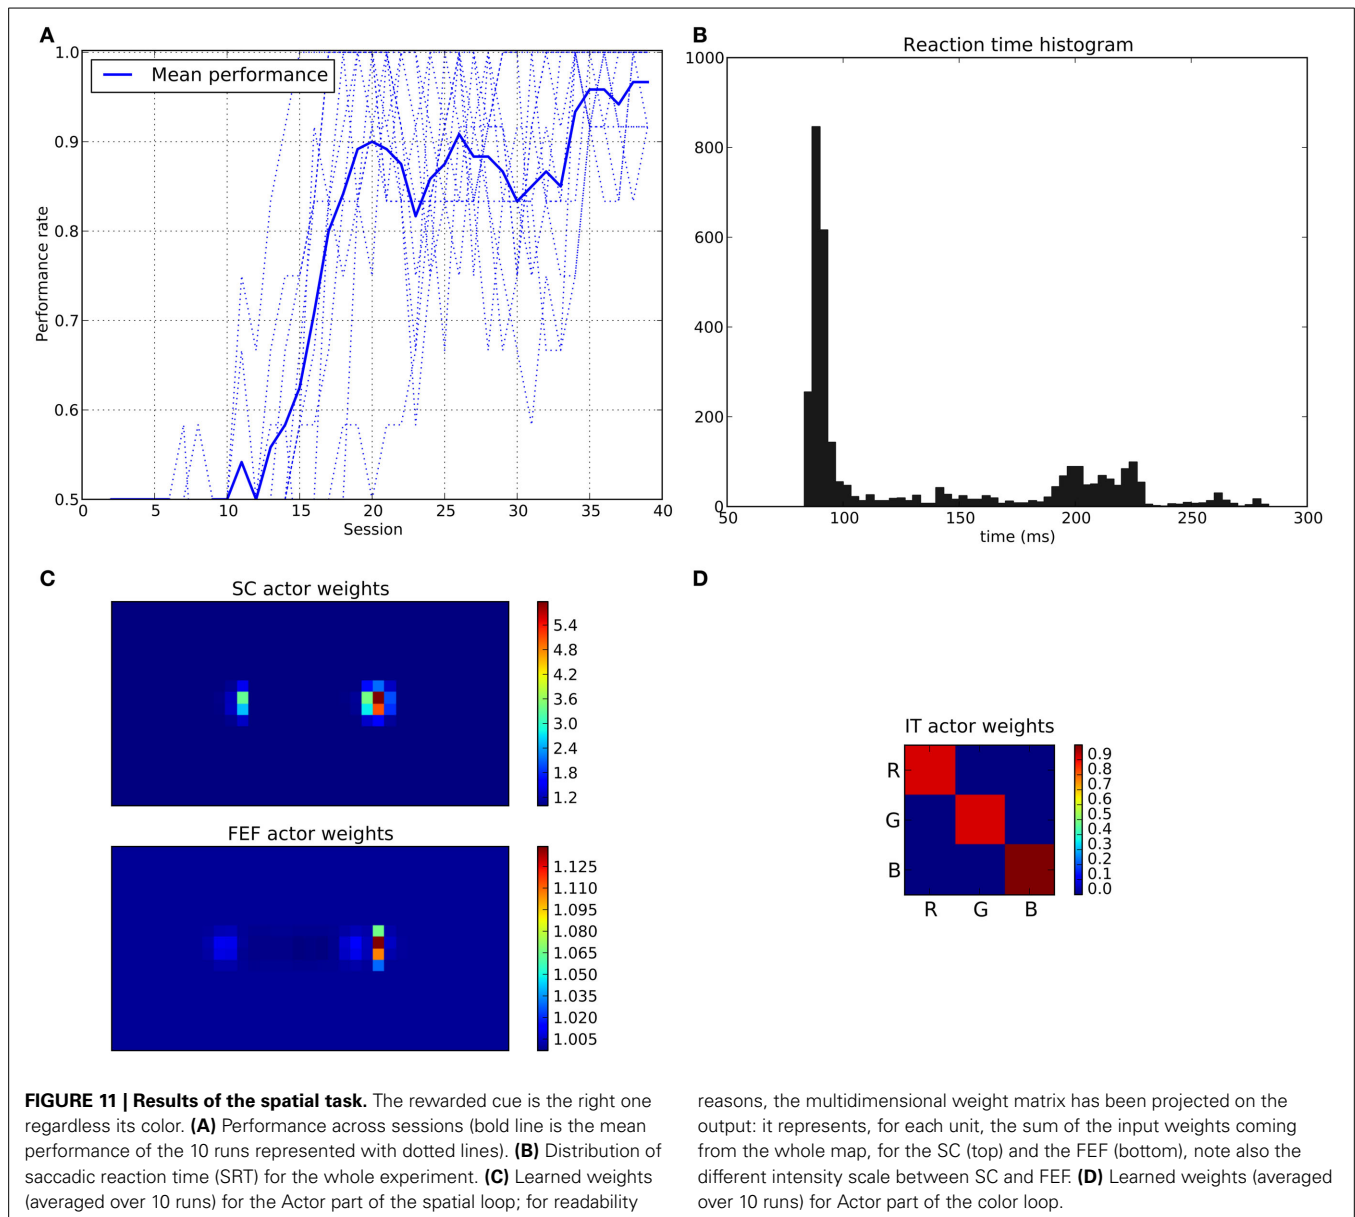 A
Mean performance
1.0
0.9
0.8
0.7
0.6
0.5
Performance rate
0 5 10 15 20 25 30 35 40
Session
B
Reaction time histogram
1000
800
600
400
200
0
50 100 150 200 250 300
time (ms)
C
SC actor weights
5.4
4.8
4.2
3.6
3.0
2.4
1.8
1.2
FEF actor weights
1.125
1.110
1.095
1.080
1.065
1.050
1.035
1.020
1.005
D
IT actor weights
R
G
B
R G B
0.9
0.8
0.7
0.6
0.5
0.4
0.3
0.2
0.1
0.0
FIGURE 11 | Results of the spatial task. The rewarded cue is the right one
regardless its color. (A) Performance across sessions (bold line is the mean
performance of the 10 runs represented with dotted lines). (B) Distribution of
saccadic reaction time (SRT) for the whole experiment. (C) Learned weights
(averaged over 10 runs) for the Actor part of the spatial loop; for readability
reasons, the multidimensional weight matrix has been projected on the
output: it represents, for each unit, the sum of the input weights coming
from the whole map, for the SC (top) and the FEF (bottom), note also the
different intensity scale between SC and FEF. (D) Learned weights (averaged
over 10 runs) for Actor part of the color loop.